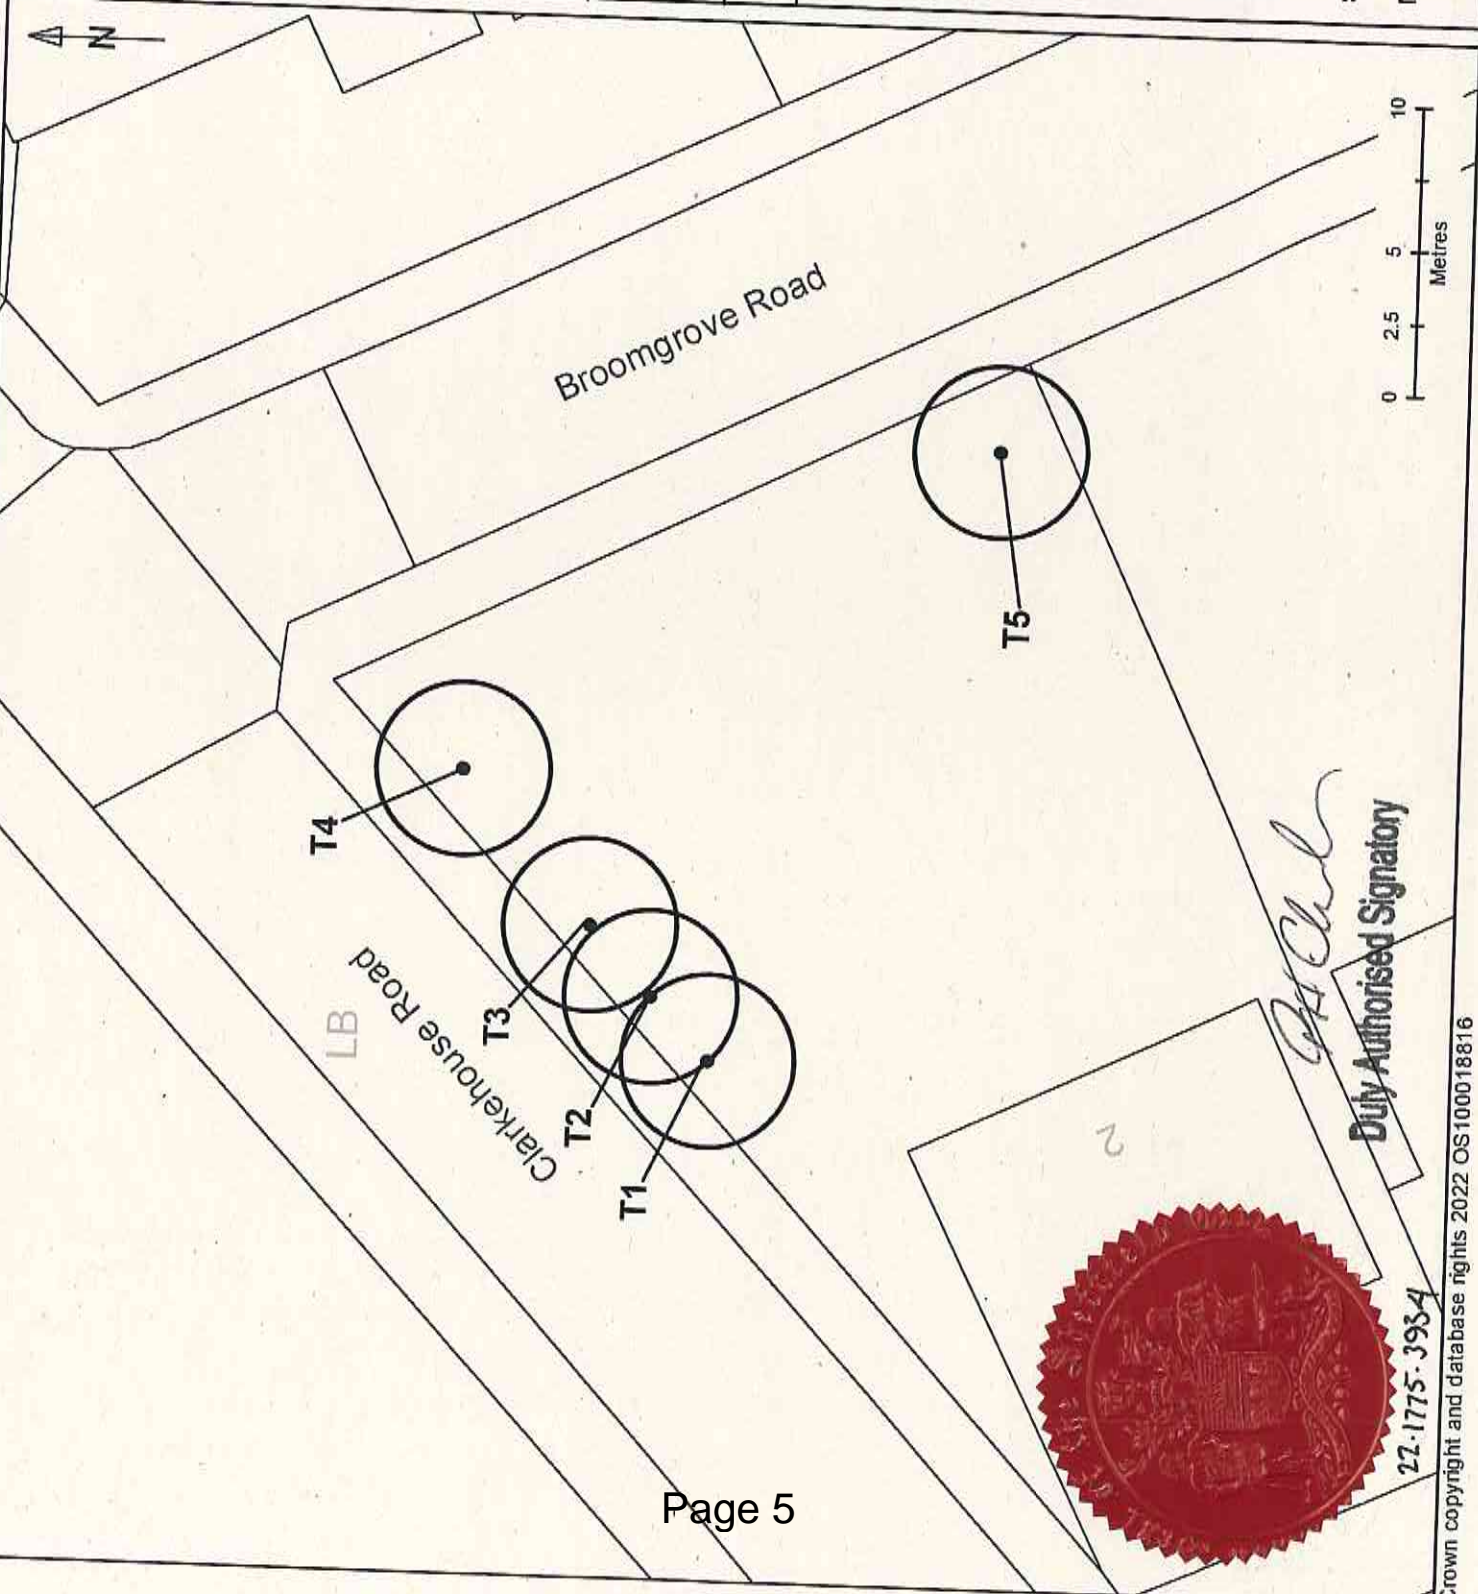 N
Broomgrove Road
Clarkehouse Road
LB
T4
T3
T2
T1
T5
2
0 2.5 5 10
Metres
Duly Authorised Signatory
22.1775.3934
Crown copyright and database rights 2022 OS100018816
Page 5